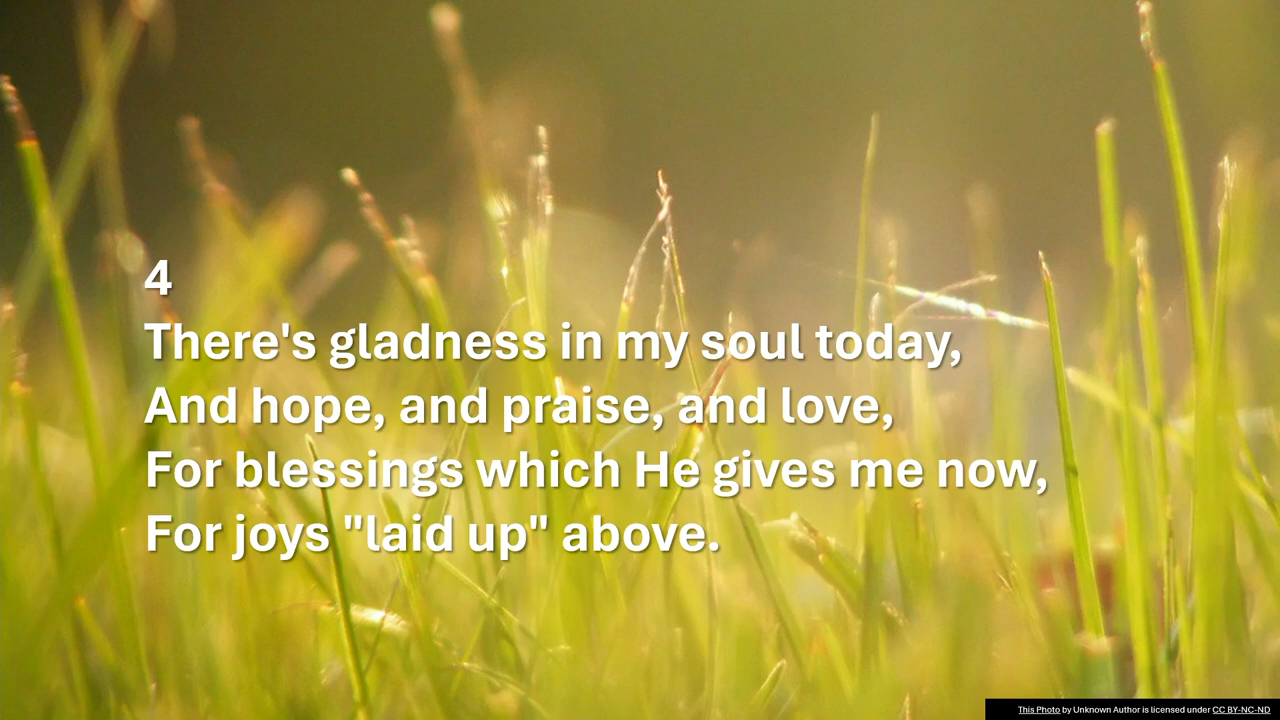 4
There's gladness in my soul today,
And hope, and praise, and love,
For blessings which He gives me now,
For joys "laid up" above.
This Photo by Unknown Author is licensed under CC BY-NC-ND